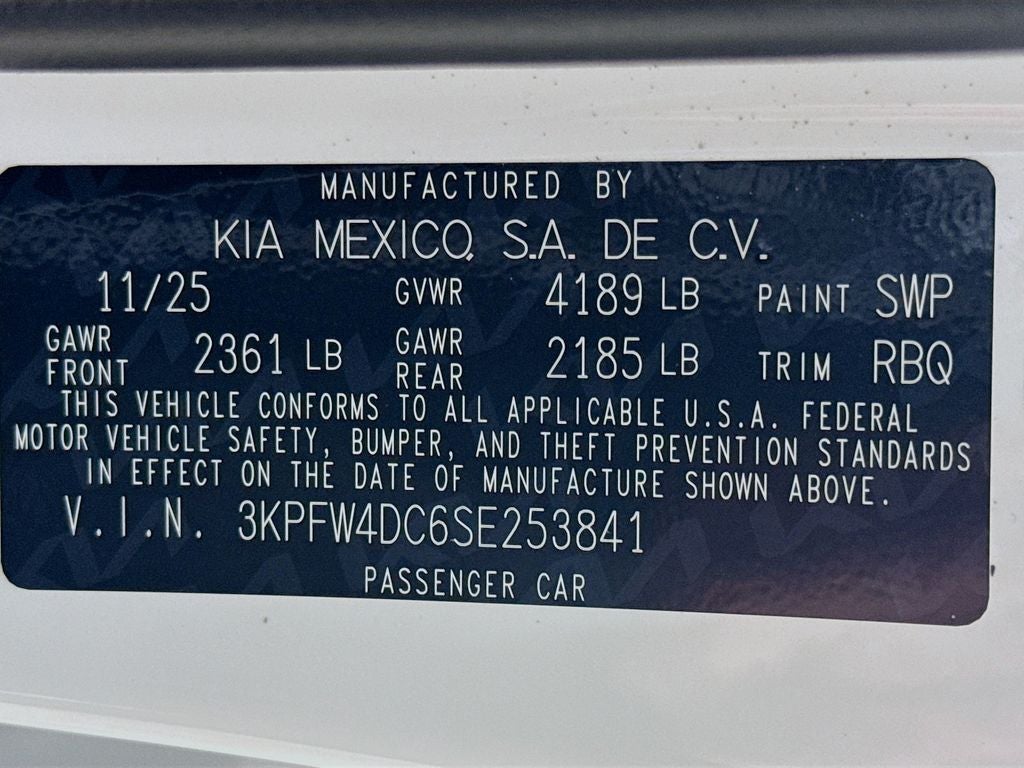 MANUFACTURED BY
KIA MEXICO, S.A. DE C.V.
11/25 GVWR 4189 LB PAINT SWP
GAWR FRONT 2361 LB GAWR REAR 2185 LB TRIM RBQ
THIS VEHICLE CONFORMS TO ALL APPLICABLE U.S.A. FEDERAL
MOTOR VEHICLE SAFETY, BUMPER, AND THEFT PREVENTION STANDARDS
IN EFFECT ON THE DATE OF MANUFACTURE SHOWN ABOVE.
V.I.N. 3KPFW4DC6SE253841
PASSENGER CAR